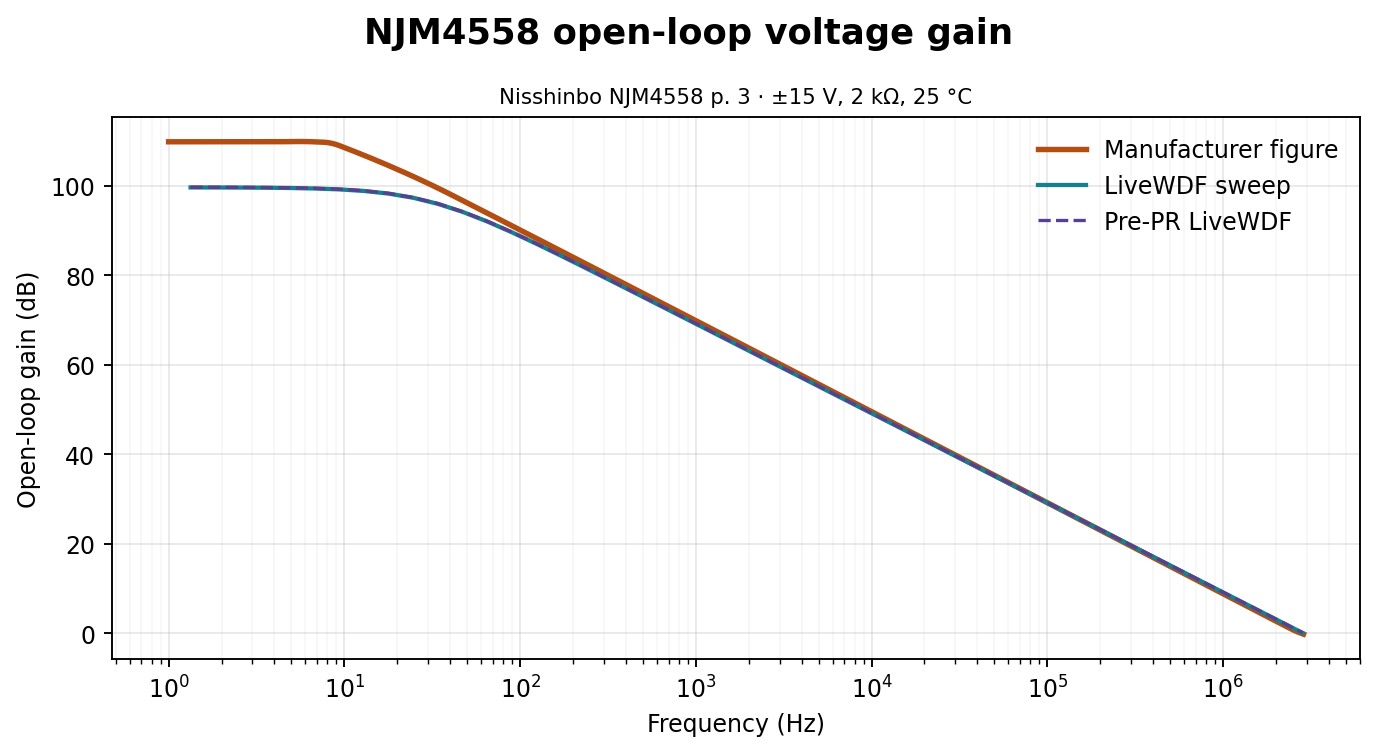 NJM4558 open-loop voltage gain
Nisshinbo NJM4558 p. 3 · ±15 V, 2 kΩ, 25 °C
Manufacturer figure
LiveWDF sweep
Pre-PR LiveWDF
Open-loop gain (dB)
100
80
60
40
20
0
10⁰ 10¹ 10² 10³ 10⁴ 10⁵ 10⁶
Frequency (Hz)